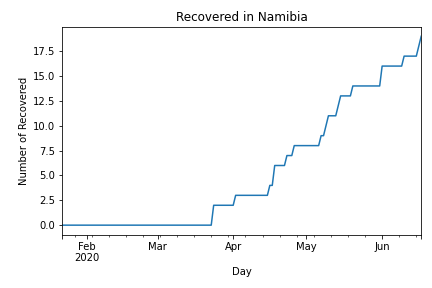 Recovered in Namibia
Number of Recovered
17.5
15.0
12.5
10.0
7.5
5.0
2.5
0.0
Feb
2020
Mar
Apr
May
Jun
Day